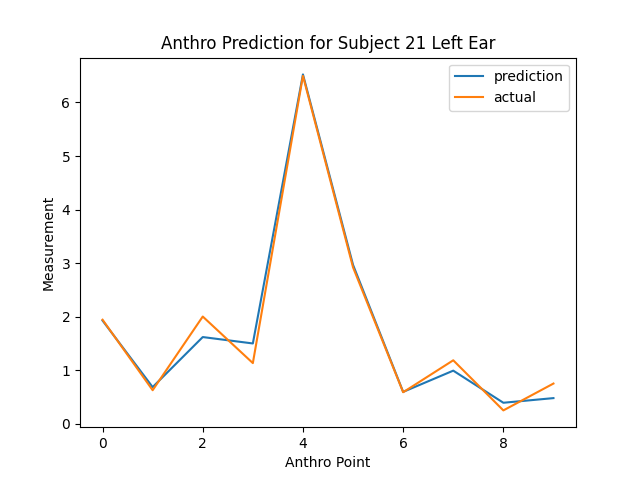 Anthro Prediction for Subject 21 Left Ear
prediction
actual
Measurement
6
5
4
3
2
1
0
0 2 4 6 8
Anthro Point